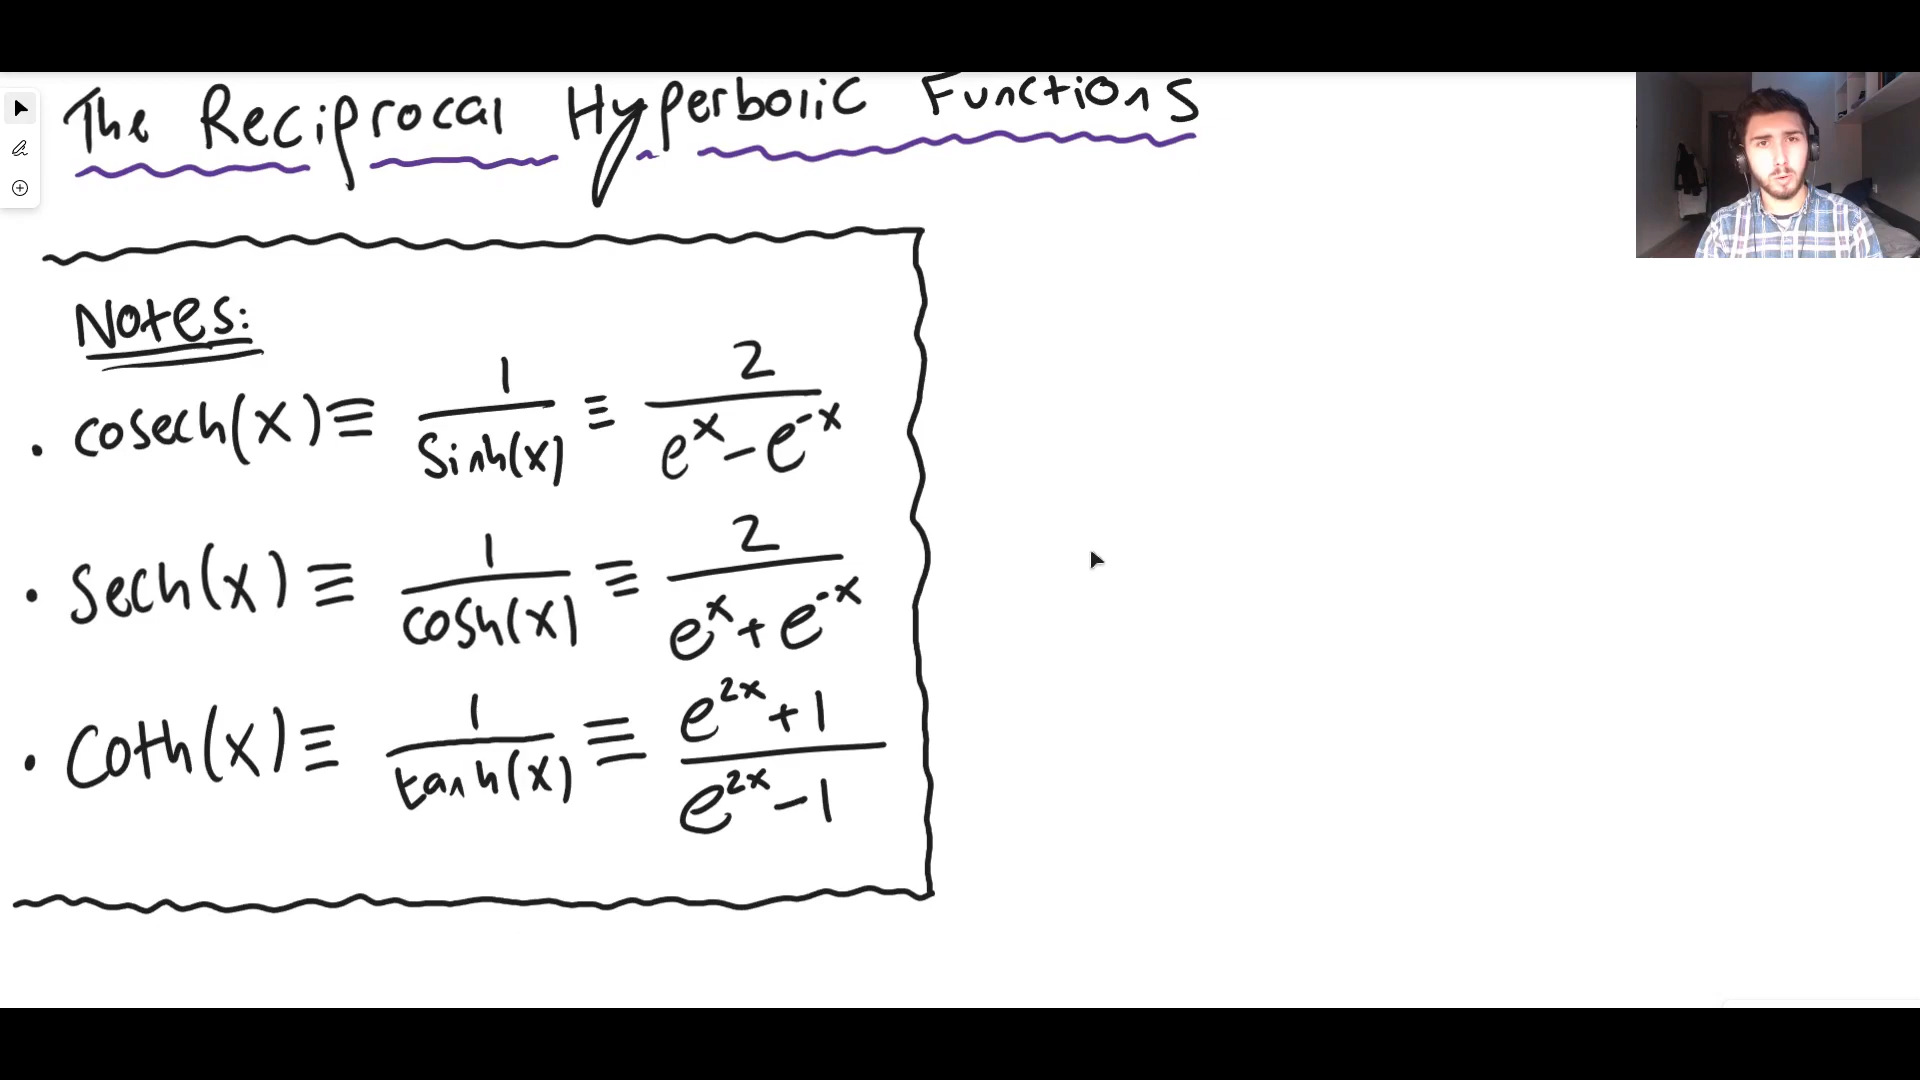 The Reciprocal Hyperbolic Functions
Notes:
• cosech(x) ≡ 1/sinh(x) ≡ 2/(e^x - e^-x)
• Sech(x) ≡ 1/cosh(x) ≡ 2/(e^x + e^-x)
• Coth(x) ≡ 1/tanh(x) ≡ (e^2x + 1)/(e^2x - 1)